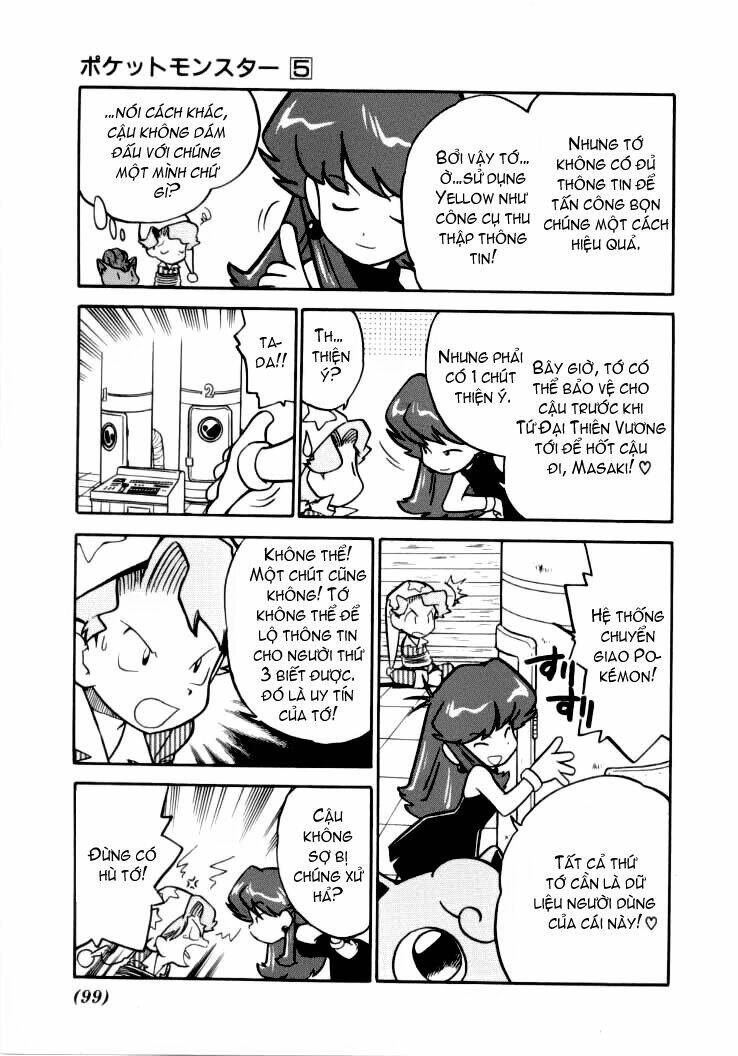 ポケットモンスター 5
NHƯNG TỚ
KHÔNG CÓ ĐỦ
THÔNG TIN ĐỂ
TẤN CÔNG BỌN
CHÚNG MỘT CÁCH
HIỆU QUẢ.
BỞI VẬY TỚ...
Ờ...SỬ DỤNG
YELLOW NHƯ
CÔNG CỤ THU
THẬP THÔNG
TIN!
...NÓI CÁCH KHÁC,
CẬU KHÔNG DÁM
ĐẤU VỚI CHÚNG
MỘT MÌNH CHỨ
GÌ?
BÂY GIỜ, TỚ CÓ
THỂ BẢO VỆ CHO
CẬU TRƯỚC KHI
TỨ ĐẠI THIÊN VƯƠNG
TỚI ĐỂ HỐT CẬU
ĐI, MASAKI! ♡
NHƯNG PHẢI
CÓ 1 CHÚT
THIỆN Ý.
TH...
THIỆN
Ý?
TA-
DA!!
1
2
HỆ THỐNG
CHUYỂN
GIAO PO-
KÉMON!
ずりずり
TẤT CẢ THỨ
TỚ CẦN LÀ DỮ
LIỆU NGƯỜI DÙNG
CỦA CÁI NÀY! ♡
KHÔNG THỂ!
MỘT CHÚT CŨNG
KHÔNG! TỚ
KHÔNG THỂ ĐỂ
LỘ THÔNG TIN
CHO NGƯỜI THỨ
3 BIẾT ĐƯỢC.
ĐÓ LÀ UY TÍN
CỦA TỚ!
CẬU
KHÔNG
SỢ BỊ
CHÚNG XỬ
HẢ?
ĐỪNG CÓ
HÙ TỚ!
(99)